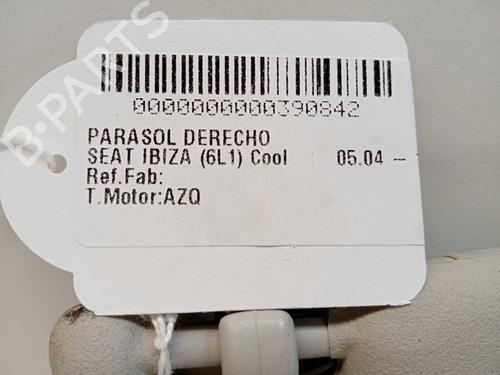 0000000000390842
PARASOL DERECHO
SEAT IBIZA (6L1) Cool 05.04 --
Ref.Fab:
T.Motor:AZQ
B-PARTS